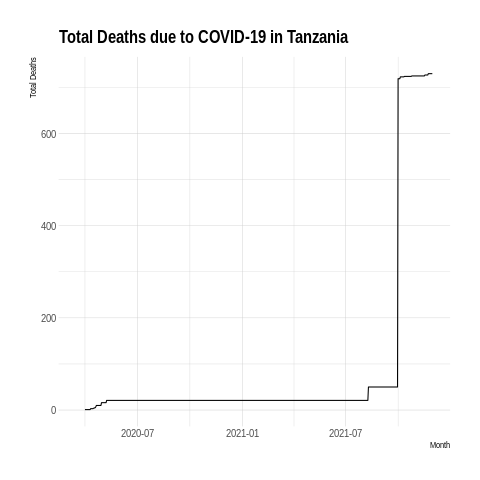 Total Deaths due to COVID-19 in Tanzania
Total Deaths
600
400
200
0
2020-07
2021-01
2021-07
Month